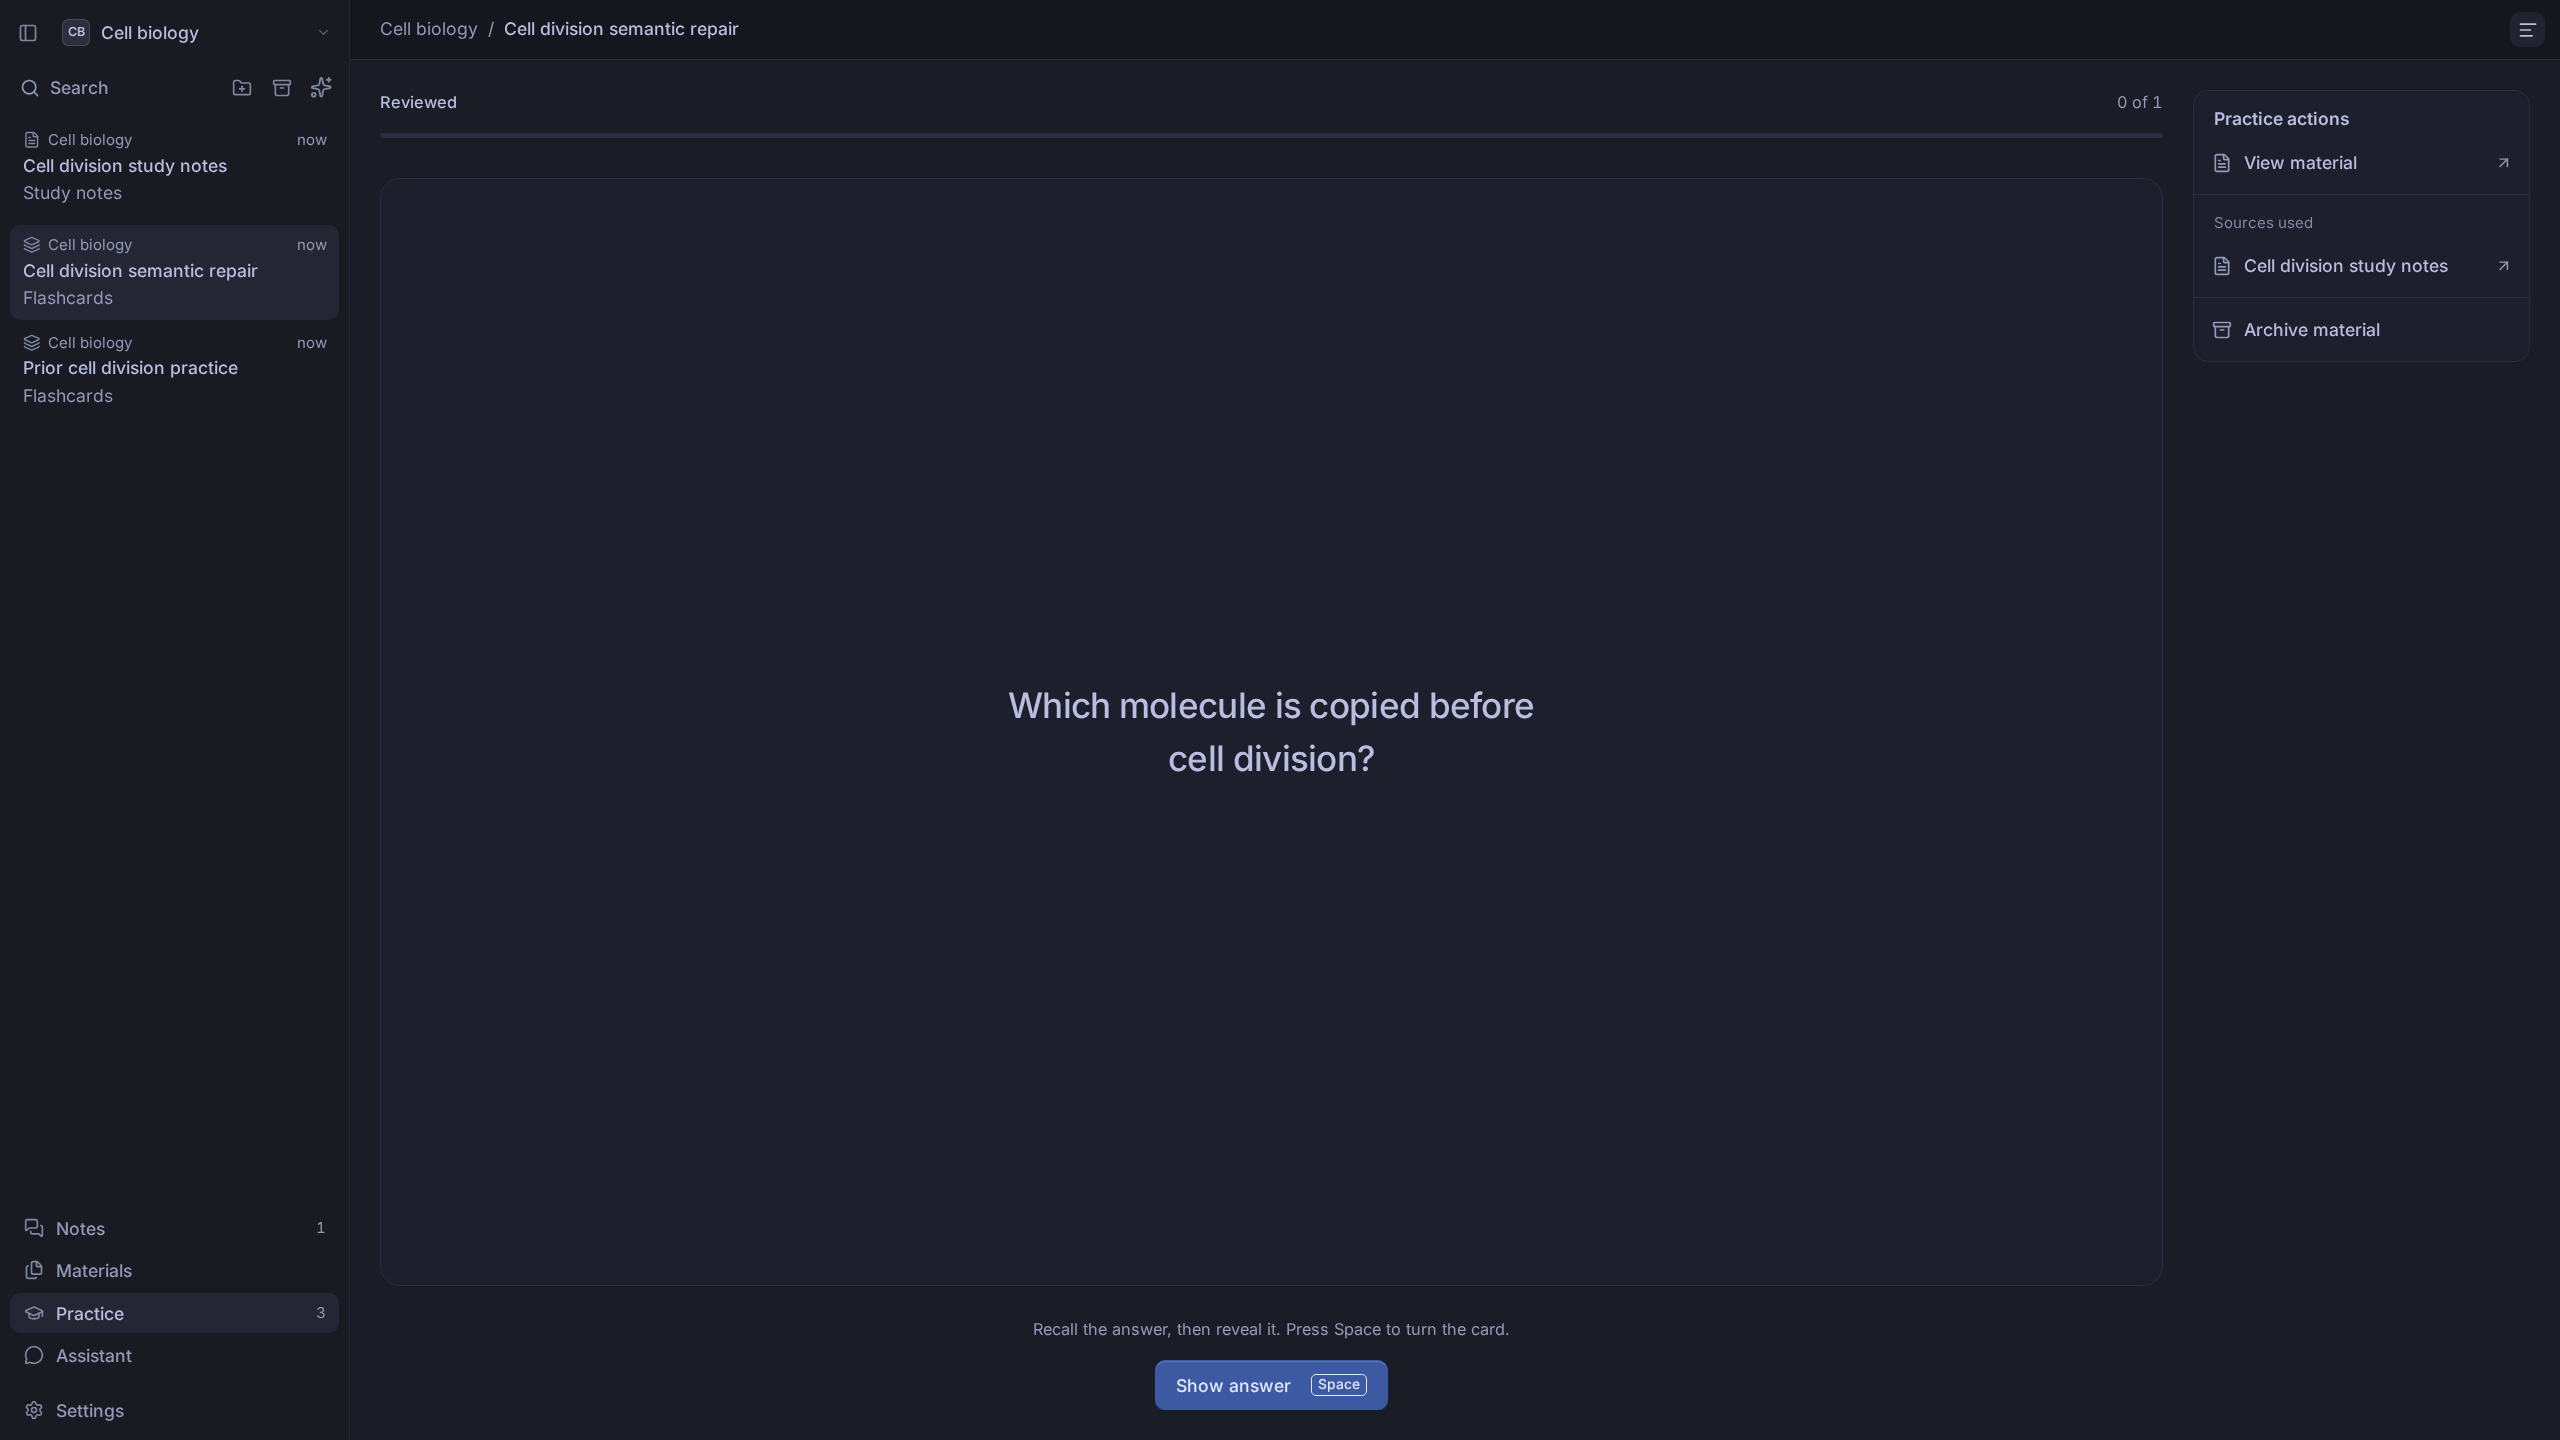 CB Cell biology
Search
Cell biology now
Cell division study notes
Study notes
Cell biology now
Cell division semantic repair
Flashcards
Cell biology now
Prior cell division practice
Flashcards
Notes 1
Materials
Practice 3
Assistant
Settings
Cell biology / Cell division semantic repair
Reviewed 0 of 1
Which molecule is copied before
cell division?
Recall the answer, then reveal it. Press Space to turn the card.
Show answer Space
Practice actions
View material
Sources used
Cell division study notes
Archive material